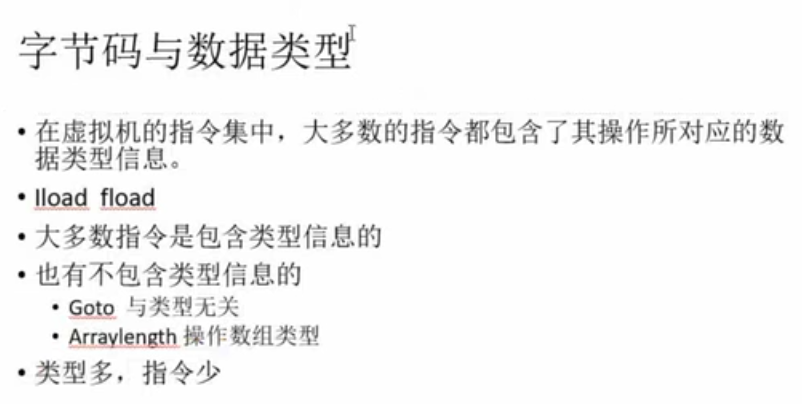 字节码与数据类型
• 在虚拟机的指令集中，大多数的指令都包含了其操作所对应的数
据类型信息。
• Iload fload
• 大多数指令是包含类型信息的
• 也有不包含类型信息的
• Goto 与类型无关
• Arraylength 操作数组类型
• 类型多，指令少